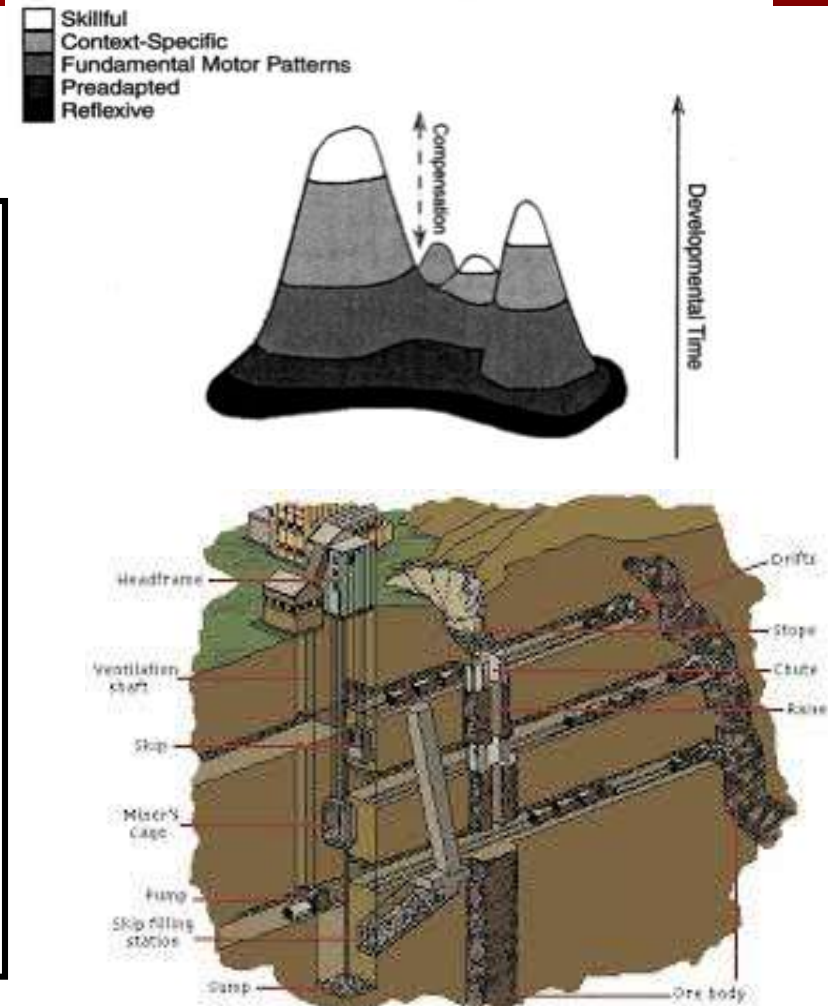 Skillful
Context-Specific
Fundamental Motor Patterns
Preadapted
Reflexive
Compensation
Developmental Time
Headframe
Ventilation
shaft
Skip
Miner's
cage
Pump
Skip filling
station
Sump
Drifts
Stope
Chute
Raise
Ore body